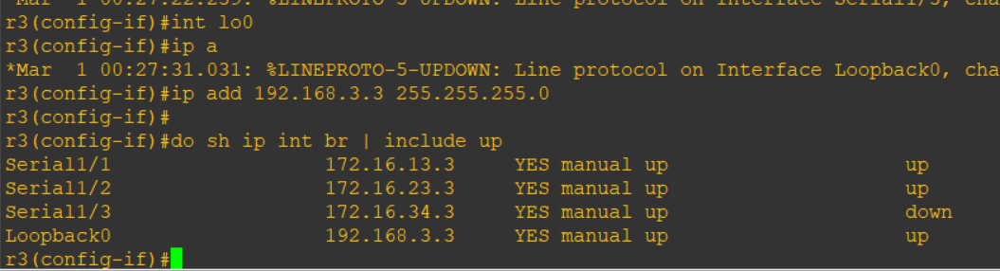 *Mar  1 00:27:22.239: %LINEPROTO-5-UPDOWN: Line protocol on Interface Serial1/3, cha
r3(config-if)#int lo0
r3(config-if)#ip a
*Mar  1 00:27:31.031: %LINEPROTO-5-UPDOWN: Line protocol on Interface Loopback0, cha
r3(config-if)#ip add 192.168.3.3 255.255.255.0
r3(config-if)#
r3(config-if)#do sh ip int br | include up
Serial1/1                  172.16.13.3     YES manual up                    up
Serial1/2                  172.16.23.3     YES manual up                    up
Serial1/3                  172.16.34.3     YES manual up                    down
Loopback0                  192.168.3.3     YES manual up                    up
r3(config-if)#